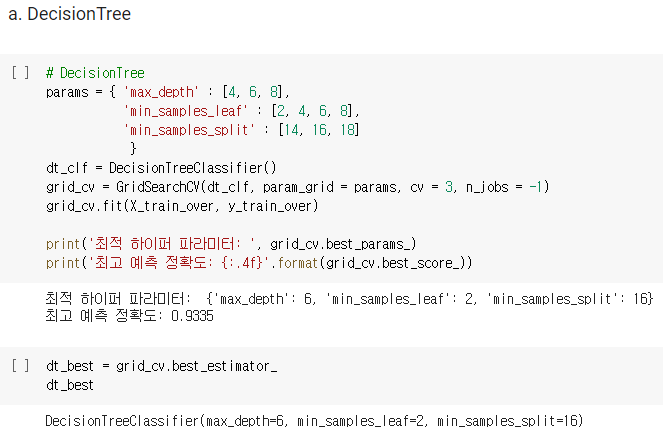 a. DecisionTree
[ ] # DecisionTree
params = { 'max_depth' : [4, 6, 8],
'min_samples_leaf' : [2, 4, 6, 8],
'min_samples_split' : [14, 16, 18]
}
dt_clf = DecisionTreeClassifier()
grid_cv = GridSearchCV(dt_clf, param_grid = params, cv = 3, n_jobs = -1)
grid_cv.fit(X_train_over, y_train_over)
print('최적 하이퍼 파라미터: ', grid_cv.best_params_)
print('최고 예측 정확도: {:.4f}'.format(grid_cv.best_score_))
최적 하이퍼 파라미터:  {'max_depth': 6, 'min_samples_leaf': 2, 'min_samples_split': 16}
최고 예측 정확도: 0.9335
[ ] dt_best = grid_cv.best_estimator_
dt_best
DecisionTreeClassifier(max_depth=6, min_samples_leaf=2, min_samples_split=16)